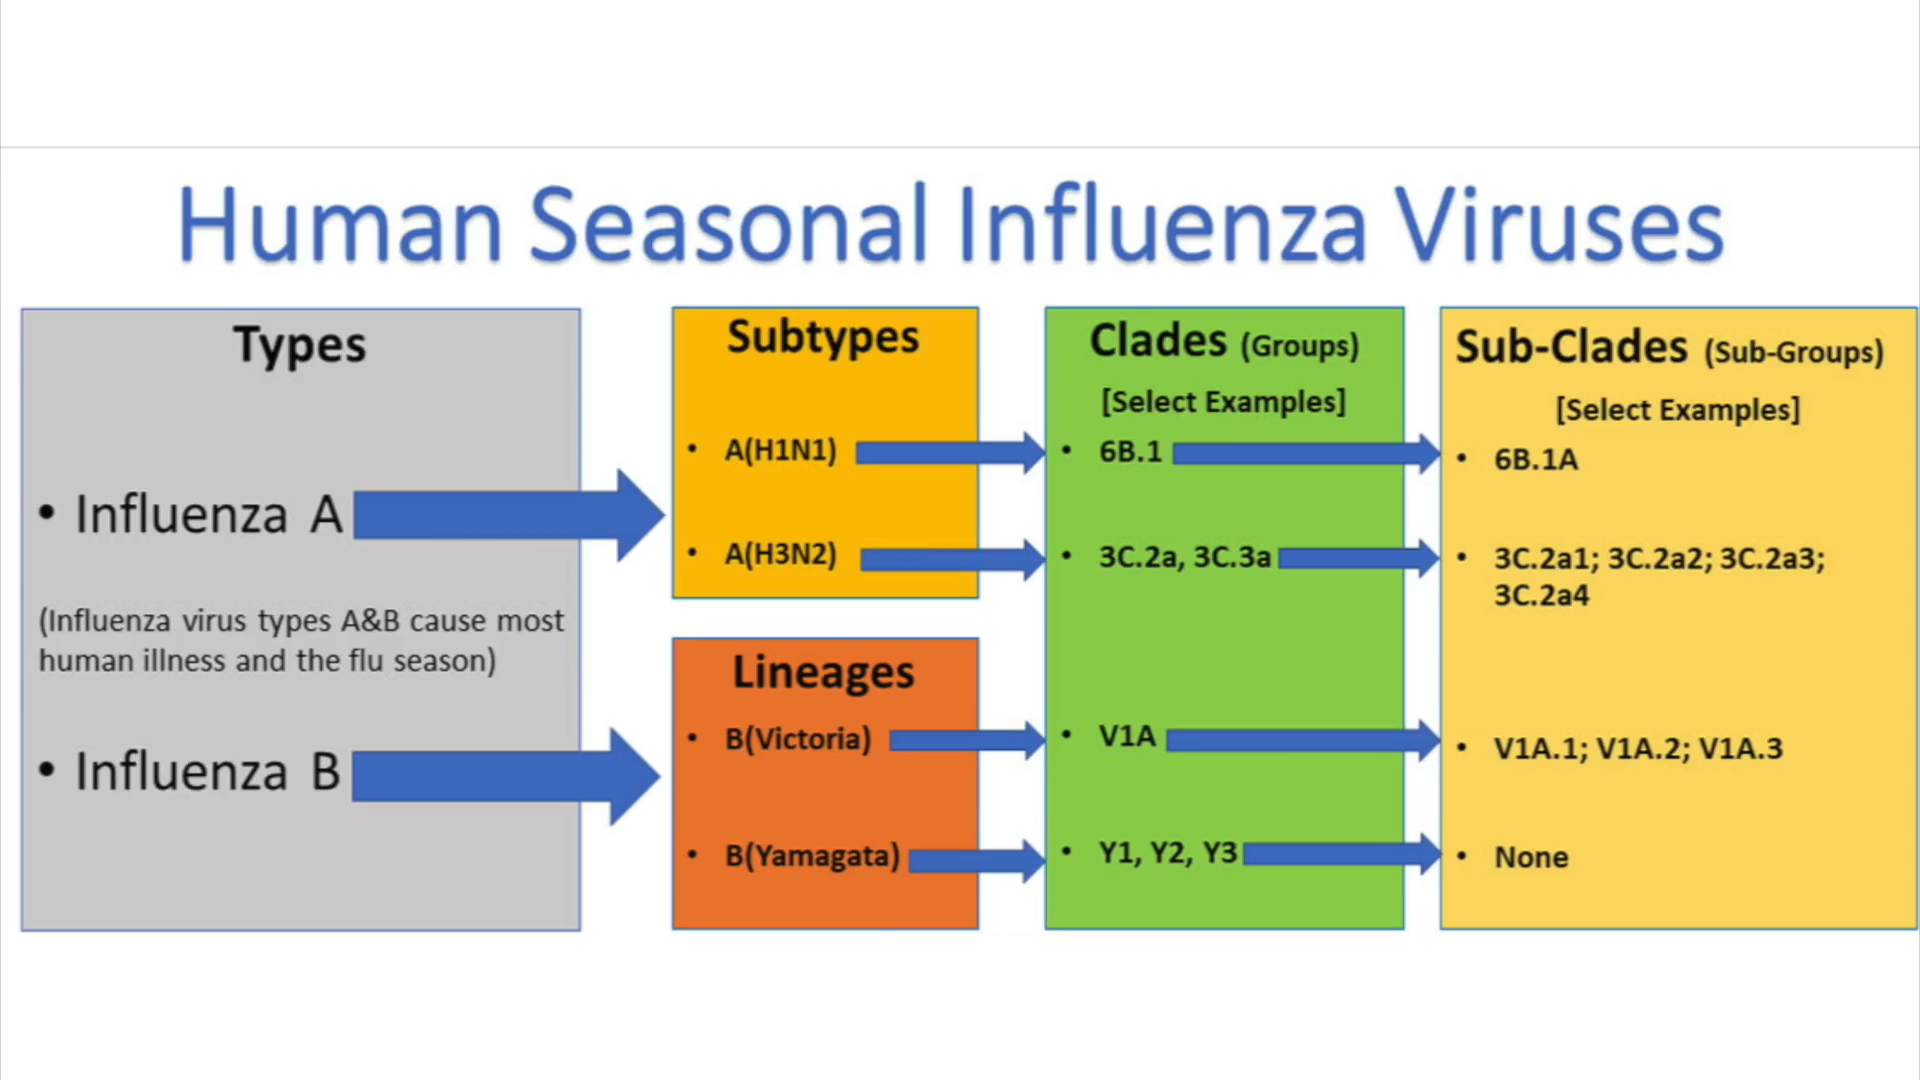 Human Seasonal Influenza Viruses
Types
• Influenza A
(Influenza virus types A&B cause most
human illness and the flu season)
• Influenza B
Subtypes
• A(H1N1)
• A(H3N2)
Lineages
• B(Victoria)
• B(Yamagata)
Clades (Groups)
[Select Examples]
• 6B.1
• 3C.2a, 3C.3a
• V1A
• Y1, Y2, Y3
Sub-Clades (Sub-Groups)
[Select Examples]
• 6B.1A
• 3C.2a1; 3C.2a2; 3C.2a3;
3C.2a4
• V1A.1; V1A.2; V1A.3
• None